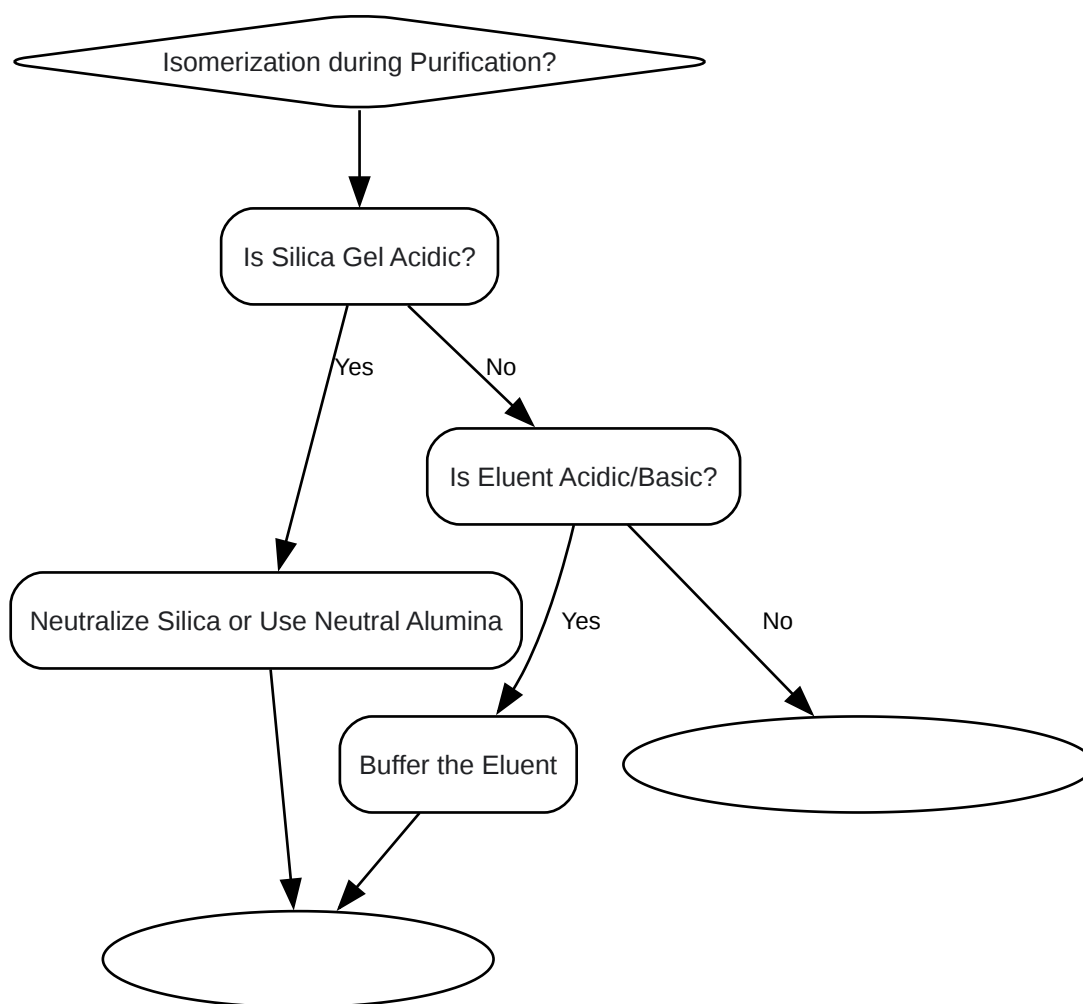 Isomerization during Purification?
Is Silica Gel Acidic?
Yes
No
Is Eluent Acidic/Basic?
Neutralize Silica or Use Neutral Alumina
Yes
No
Buffer the Eluent